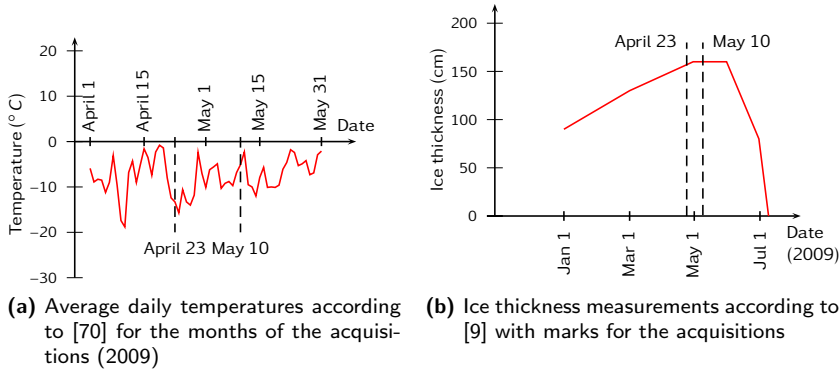 20
10
0
−10
−20
−30
Temperature (° C)
April 1
April 15
May 1
May 15
May 31
Date
April 23 May 10
(a) Average daily temperatures according
to [70] for the months of the acquisi-
tions (2009)
200
150
100
50
0
Ice thickness (cm)
April 23
May 10
Jan 1
Mar 1
May 1
Jul 1
Date
(2009)
(b) Ice thickness measurements according to
[9] with marks for the acquisitions